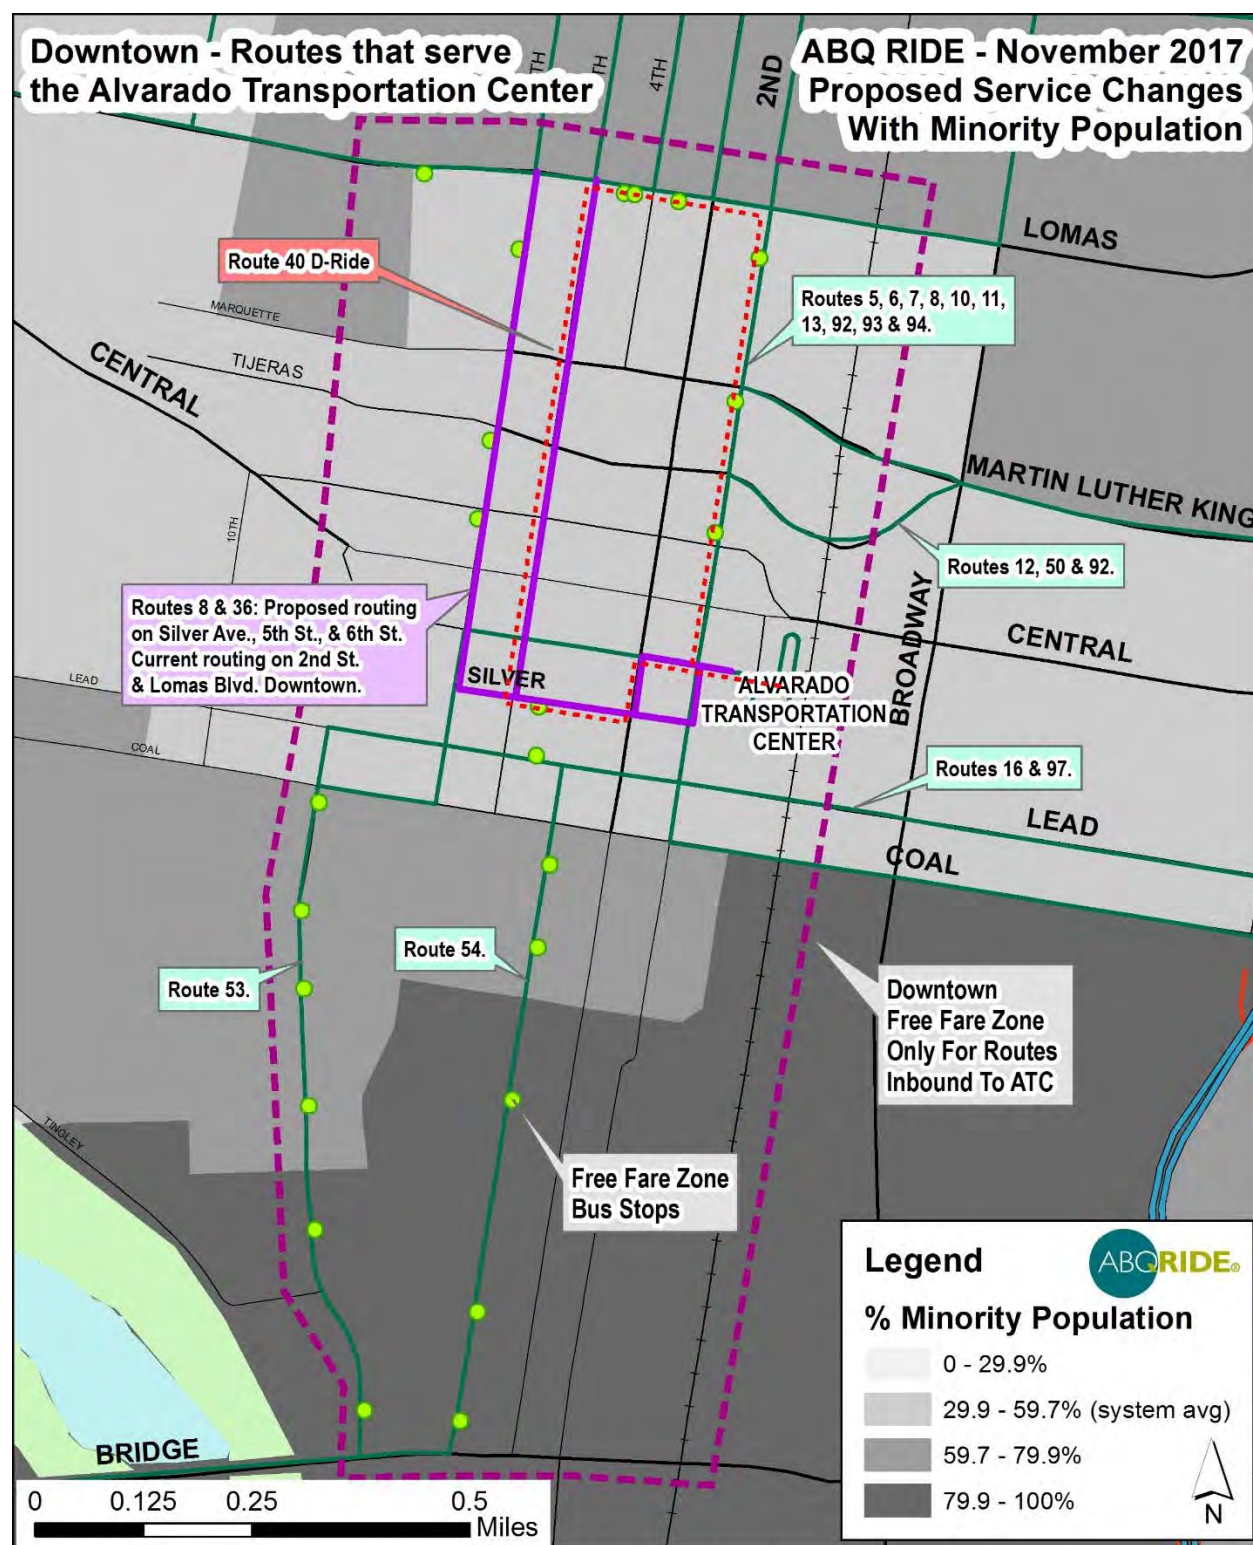 Downtown - Routes that serve
the Alvarado Transportation Center
ABQ RIDE - November 2017
Proposed Service Changes
With Minority Population
TH
TH
4TH
2ND
LOMAS
Route 40 D-Ride
Routes 5, 6, 7, 8, 10, 11,
13, 92, 93 & 94.
MARQUETTE
CENTRAL
TIJERAS
MARTIN LUTHER KING
10TH
Routes 12, 50 & 92.
Routes 8 & 36: Proposed routing
on Silver Ave., 5th St., & 6th St.
Current routing on 2nd St.
& Lomas Blvd. Downtown.
BROADWAY
CENTRAL
LEAD
SILVER
ALVARADO
TRANSPORTATION
CENTER
COAL
Routes 16 & 97.
LEAD
COAL
Route 54.
Route 53.
Downtown
Free Fare Zone
Only For Routes
Inbound To ATC
TINGLEY
Free Fare Zone
Bus Stops
BRIDGE
0 0.125 0.25 0.5
Miles
Legend
ABQRIDE®
% Minority Population
0 - 29.9%
29.9 - 59.7% (system avg)
59.7 - 79.9%
79.9 - 100%
N